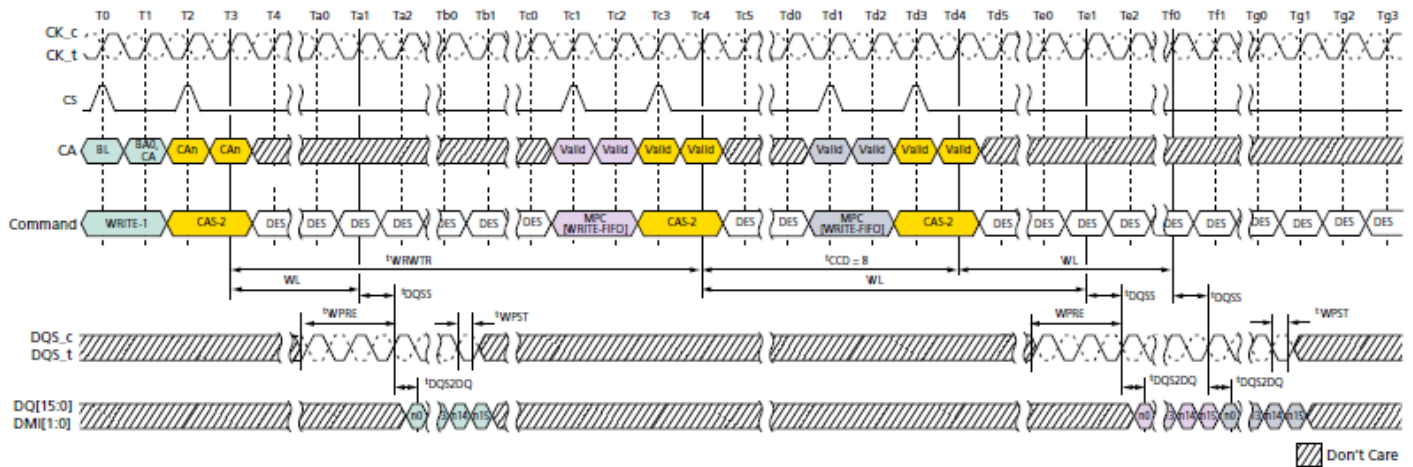 T0 T1 T2 T3 T4 Ta0 Ta1 Ta2 Tb0 Tb1 Tc0 Tc1 Tc2 Tc3 Tc4 Tc5 Td0 Td1 Td2 Td3 Td4 Td5 Te0 Te1 Te2 Tf0 Tf1 Tg0 Tg1 Tg2 Tg3
CK_c
CK_t
CS
CA BL BA0, CA CAn CAn Valid Valid Valid Valid Valid Valid Valid Valid
Command WRITE-1 CAS-2 DES DES DES DES DES DES DES MPC [WRITE-FIFO] CAS-2 DES DES MPC [WRITE-FIFO] CAS-2 DES DES DES DES DES DES DES DES DES DES
tWRWTR tCCD = 8 WL
WL WL
tDQSS tDQSS tDQSS
tWPRE tWPST WPRE tWPST
DQS_c
DQS_t
tDQS2DQ tDQS2DQ tDQS2DQ
DQ[15:0] n0 3 n14 n15 n0 3 n14 n15 n0 3 n14 n15
DMI[1:0]
Don't Care